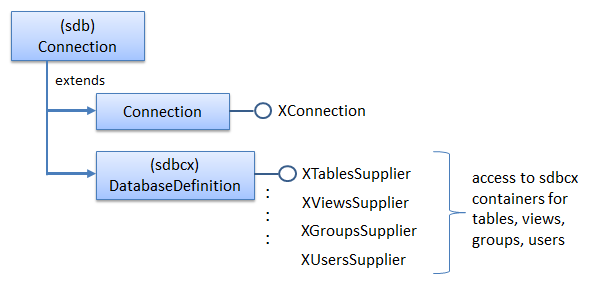 (sdb)
Connection
extends
Connection
XConnection
(sdbcx)
DatabaseDefinition
XTablesSupplier
:
XViewsSupplier
:
XGroupsSupplier
:
XUsersSupplier
access to sdbcx
containers for
tables, views,
groups, users